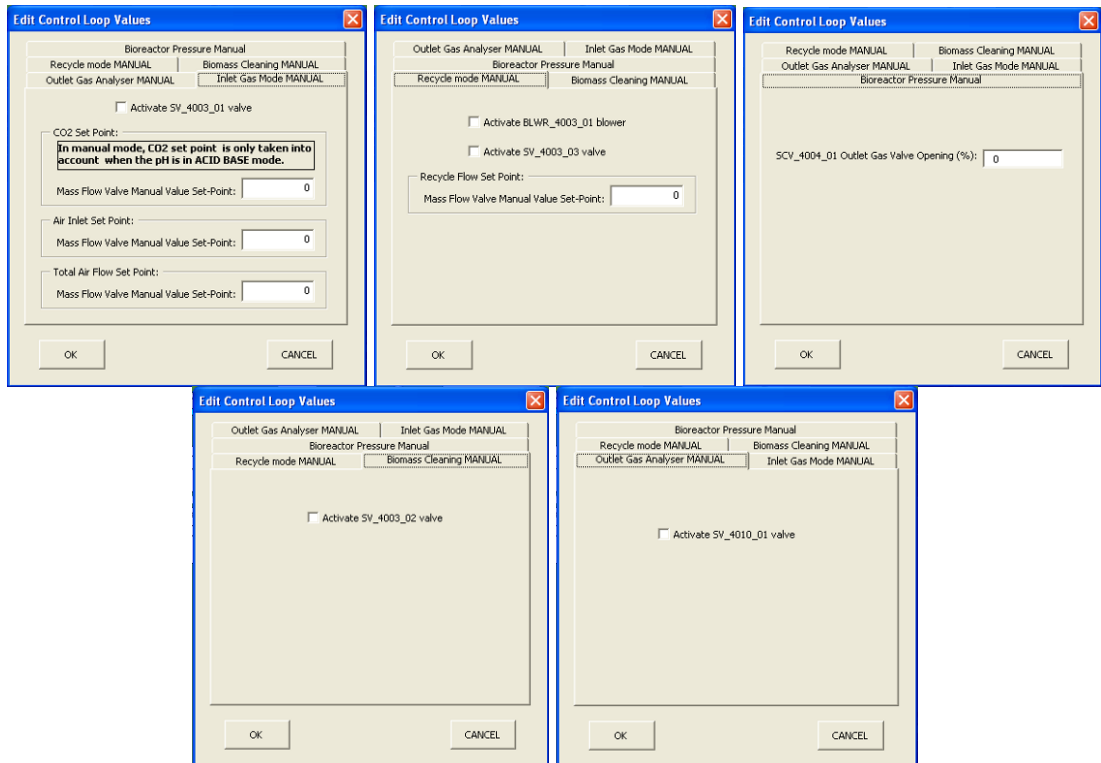 Edit Control Loop Values
Bioreactor Pressure Manual
Recycle mode MANUAL Biomass Cleaning MANUAL
Outlet Gas Analyser MANUAL Inlet Gas Mode MANUAL
Activate SV_4003_01 valve
CO2 Set Point:
In manual mode, CO2 set point is only taken into
account when the pH is in ACID BASE mode.
Mass Flow Valve Manual Value Set-Point: 0
Air Inlet Set Point:
Mass Flow Valve Manual Value Set-Point: 0
Total Air Flow Set Point:
Mass Flow Valve Manual Value Set-Point: 0
OK CANCEL
Edit Control Loop Values
Outlet Gas Analyser MANUAL Inlet Gas Mode MANUAL
Bioreactor Pressure Manual
Recycle mode MANUAL Biomass Cleaning MANUAL
Activate BLWR_4003_01 blower
Activate SV_4003_03 valve
Recycle Flow Set Point:
Mass Flow Valve Manual Value Set-Point: 0
OK CANCEL
Edit Control Loop Values
Recycle mode MANUAL Biomass Cleaning MANUAL
Outlet Gas Analyser MANUAL Inlet Gas Mode MANUAL
Bioreactor Pressure Manual
SCV_4004_01 Outlet Gas Valve Opening (%): 0
OK CANCEL
Edit Control Loop Values
Outlet Gas Analyser MANUAL Inlet Gas Mode MANUAL
Bioreactor Pressure Manual
Recycle mode MANUAL Biomass Cleaning MANUAL
Activate SV_4003_02 valve
OK CANCEL
Edit Control Loop Values
Bioreactor Pressure Manual
Recycle mode MANUAL Biomass Cleaning MANUAL
Outlet Gas Analyser MANUAL Inlet Gas Mode MANUAL
Activate SV_4010_01 valve
OK CANCEL